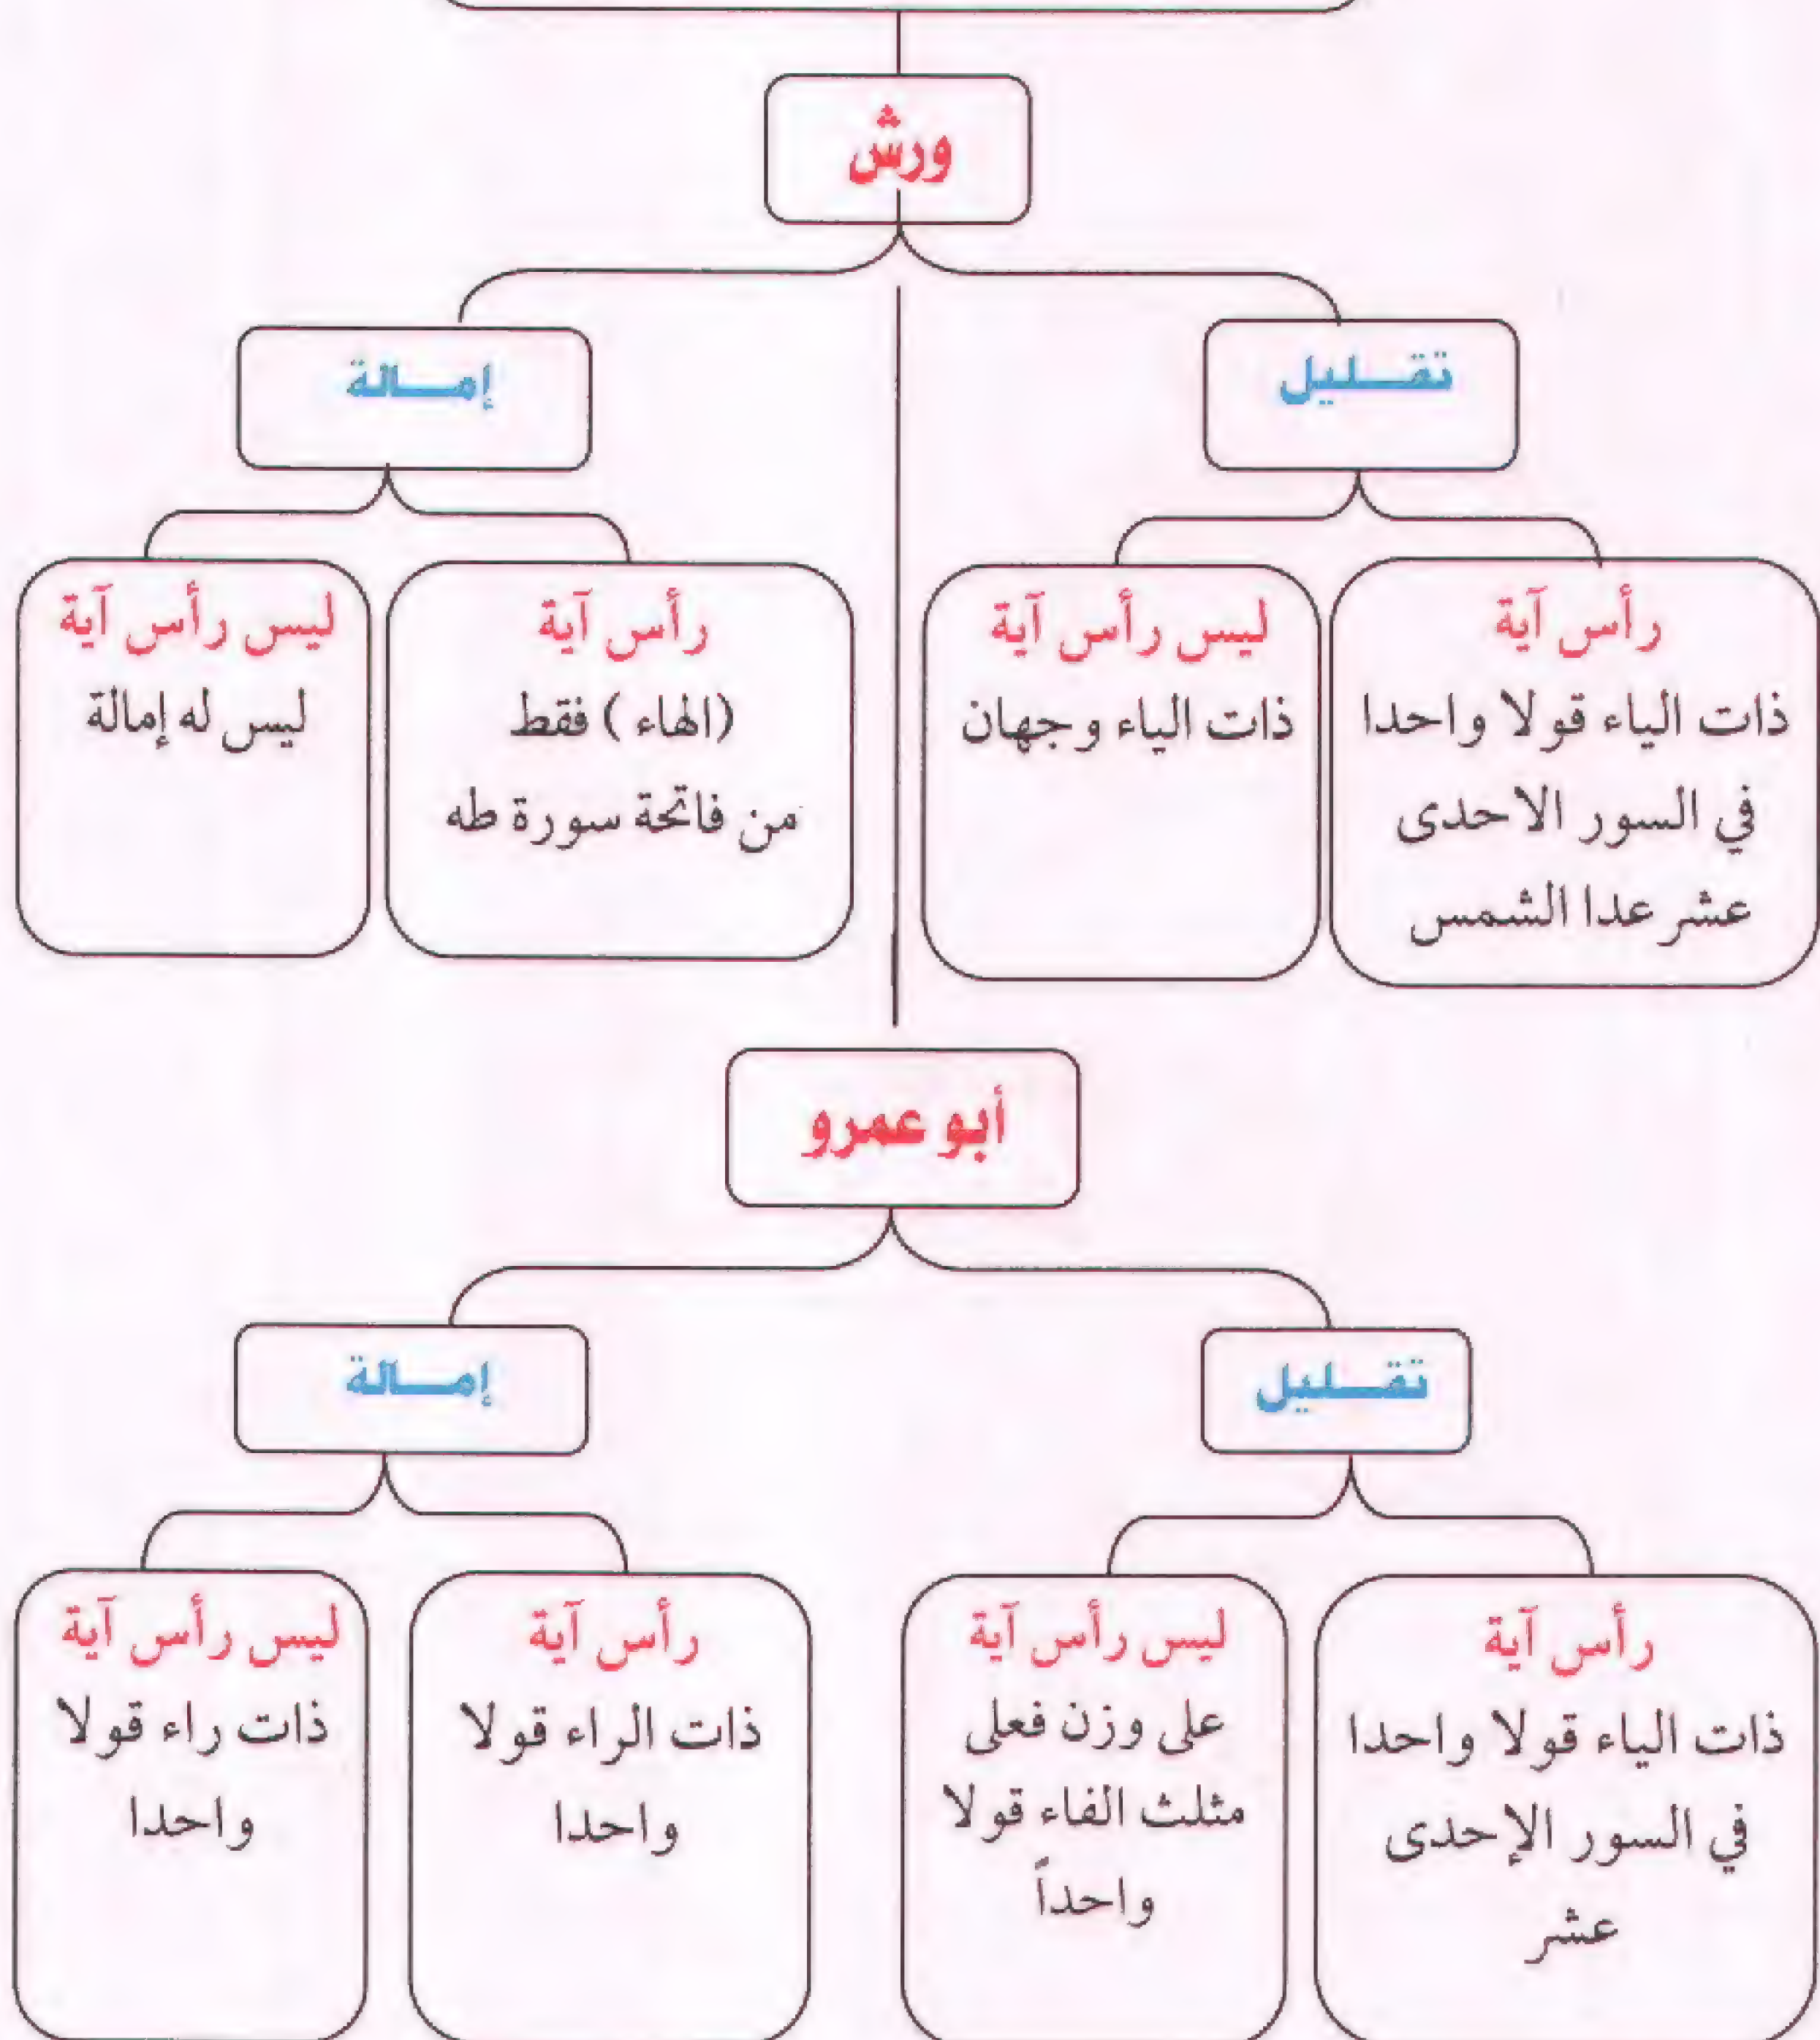 ورش
تقـــليل
إمـــالة
رأس آية
ذات الياء قولا واحدا
في السور الاحدى
عشر عدا الشمس
ليس رأس آية
ذات الياء وجهان
رأس آية
(الهاء) فقط
من فاتحة سورة طه
ليس رأس آية
ليس له إمالة
أبو عمرو
تقـــليل
إمـــالة
رأس آية
ذات الياء قولا واحدا
في السور الإحدى
عشر
ليس رأس آية
على وزن فعلى
مثلث الفاء قولا
واحداً
رأس آية
ذات الراء قولا
واحدا
ليس رأس آية
ذات راء قولا
واحدا